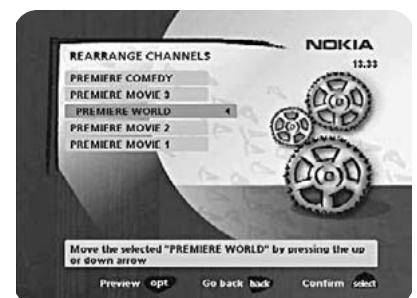 NOKIA
REARRANGE CHANNELS
13.33
PREMIERE COMEDY
PREMIERE MOVIE 3
PREMIERE WORLD
PREMIERE MOVIE 2
PREMIERE MOVIE 1
Move the selected "PREMIERE WORLD" by pressing the up
or down arrow
Preview opt Go back back Confirm select